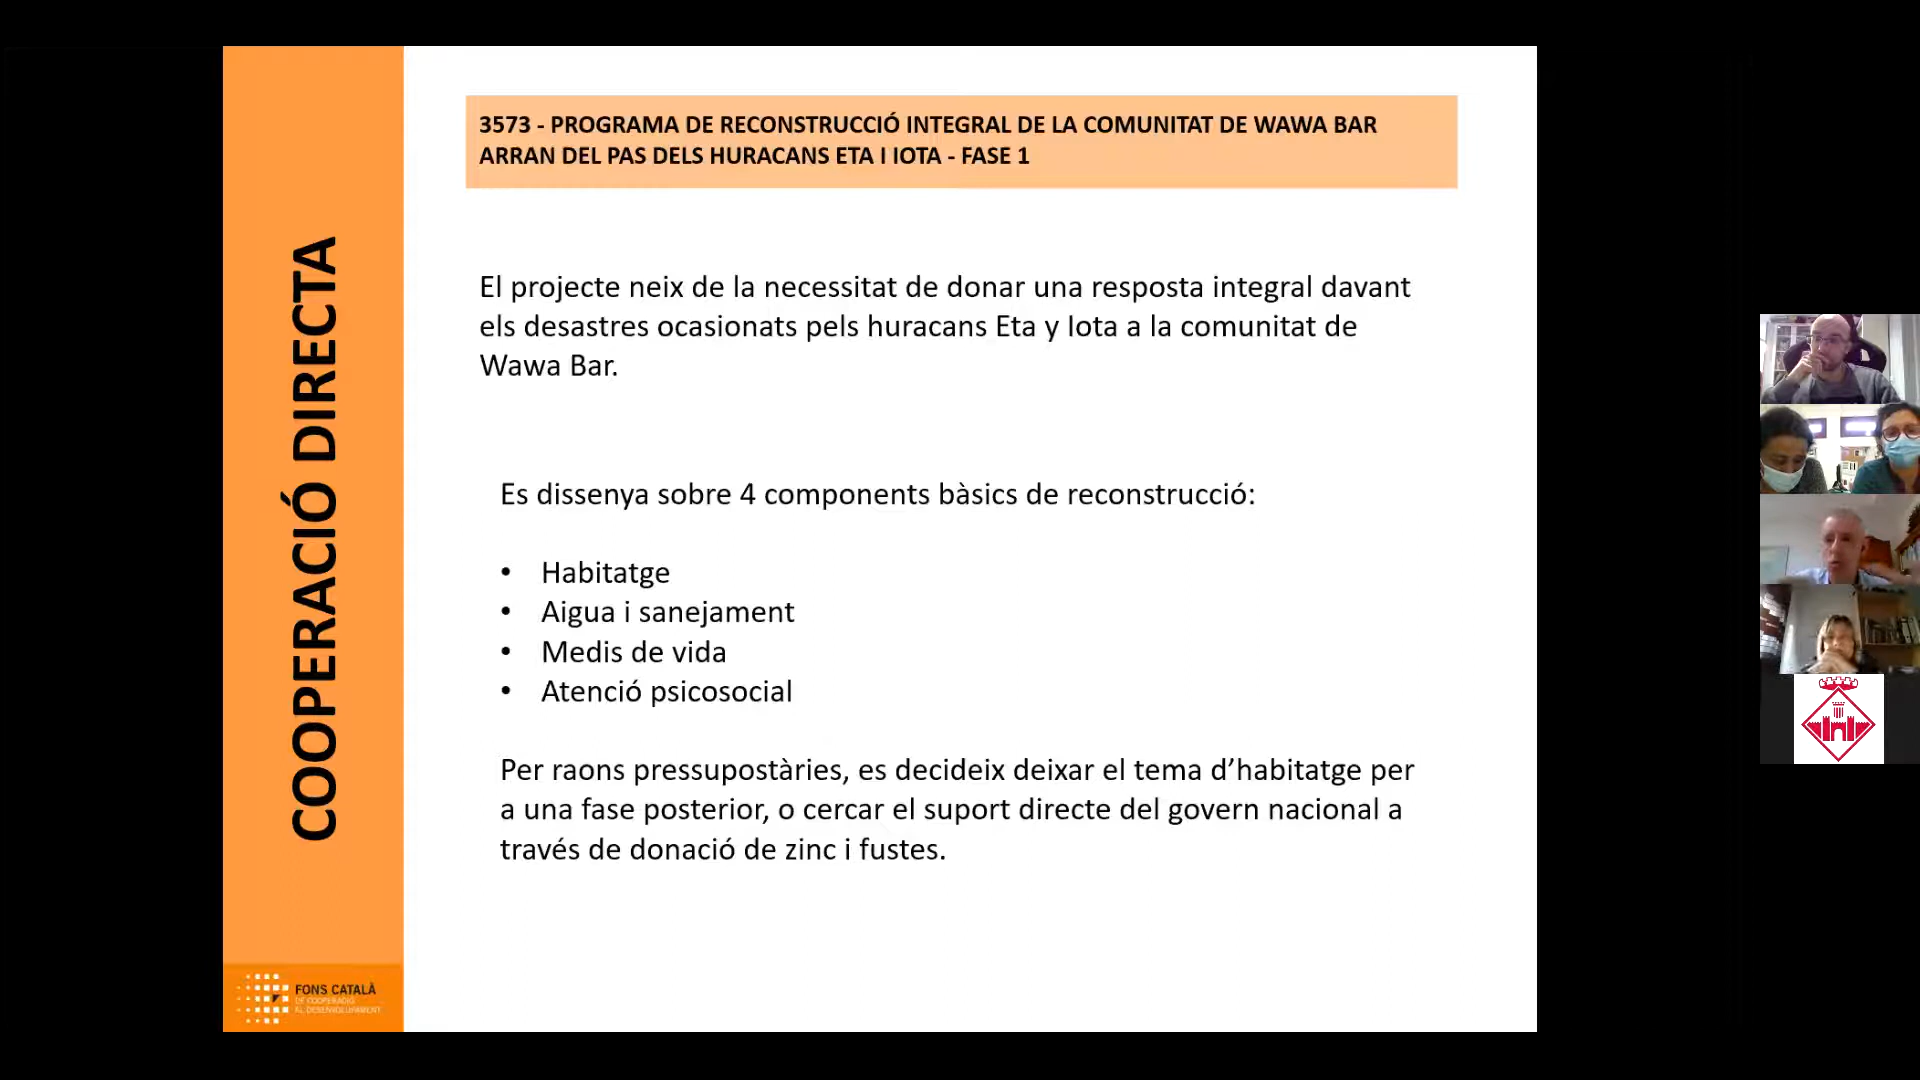 3573 - PROGRAMA DE RECONSTRUCCIÓ INTEGRAL DE LA COMUNITAT DE WAWA BAR
ARRAN DEL PAS DELS HURACANS ETA I IOTA - FASE 1
COOPERACIÓ DIRECTA
El projecte neix de la necessitat de donar una resposta integral davant
els desastres ocasionats pels huracans Eta y Iota a la comunitat de
Wawa Bar.
Es dissenya sobre 4 components bàsics de reconstrucció:
• Habitatge
• Aigua i sanejament
• Medis de vida
• Atenció psicosocial
Per raons pressupostàries, es decideix deixar el tema d’habitatge per
a una fase posterior, o cercar el suport directe del govern nacional a
través de donació de zinc i fustes.
FONS CATALÀ
DE COOPERACIÓ
AL DESENVOLUPAMENT